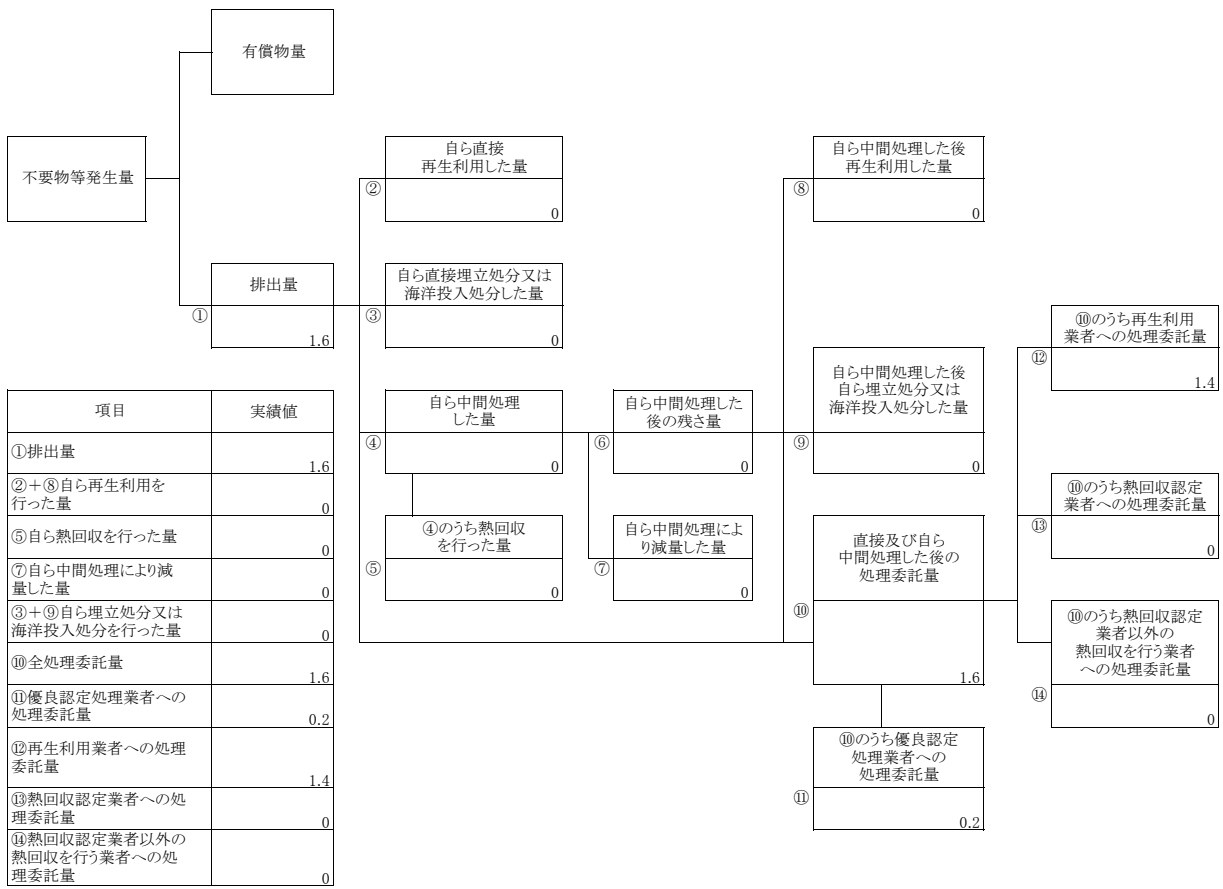 有償物量
不要物等発生量
排出量
①
1.6
自ら直接
再生利用した量
②
0
自ら直接埋立処分又は
海洋投入処分した量
③
0
自ら中間処理
した量
④
0
④のうち熱回収
を行った量
⑤
0
自ら中間処理した
後の残さ量
⑥
0
自ら中間処理によ
り減量した量
⑦
0
自ら中間処理した後
再生利用した量
⑧
0
自ら中間処理した後
自ら埋立処分又は
海洋投入処分した量
⑨
0
直接及び自ら
中間処理した後の
処理委託量
⑩
1.6
⑩のうち優良認定
処理業者への
処理委託量
⑪
0.2
⑩のうち再生利用
業者への処理委託量
⑫
1.4
⑩のうち熱回収認定
業者への処理委託量
⑬
0
⑩のうち熱回収認定
業者以外の
熱回収を行う業者
への処理委託量
⑭
0
項目 実績値
①排出量
1.6
②＋⑧自ら再生利用を
行った量
0
⑤自ら熱回収を行った量
0
⑦自ら中間処理により減
量した量
0
③＋⑨自ら埋立処分又は
海洋投入処分を行った量
0
⑩全処理委託量
1.6
⑪優良認定処理業者への
処理委託量
0.2
⑫再生利用業者への処理
委託量
1.4
⑬熱回収認定業者への処
理委託量
0
⑭熱回収認定業者以外の
熱回収を行う業者への処
理委託量
0